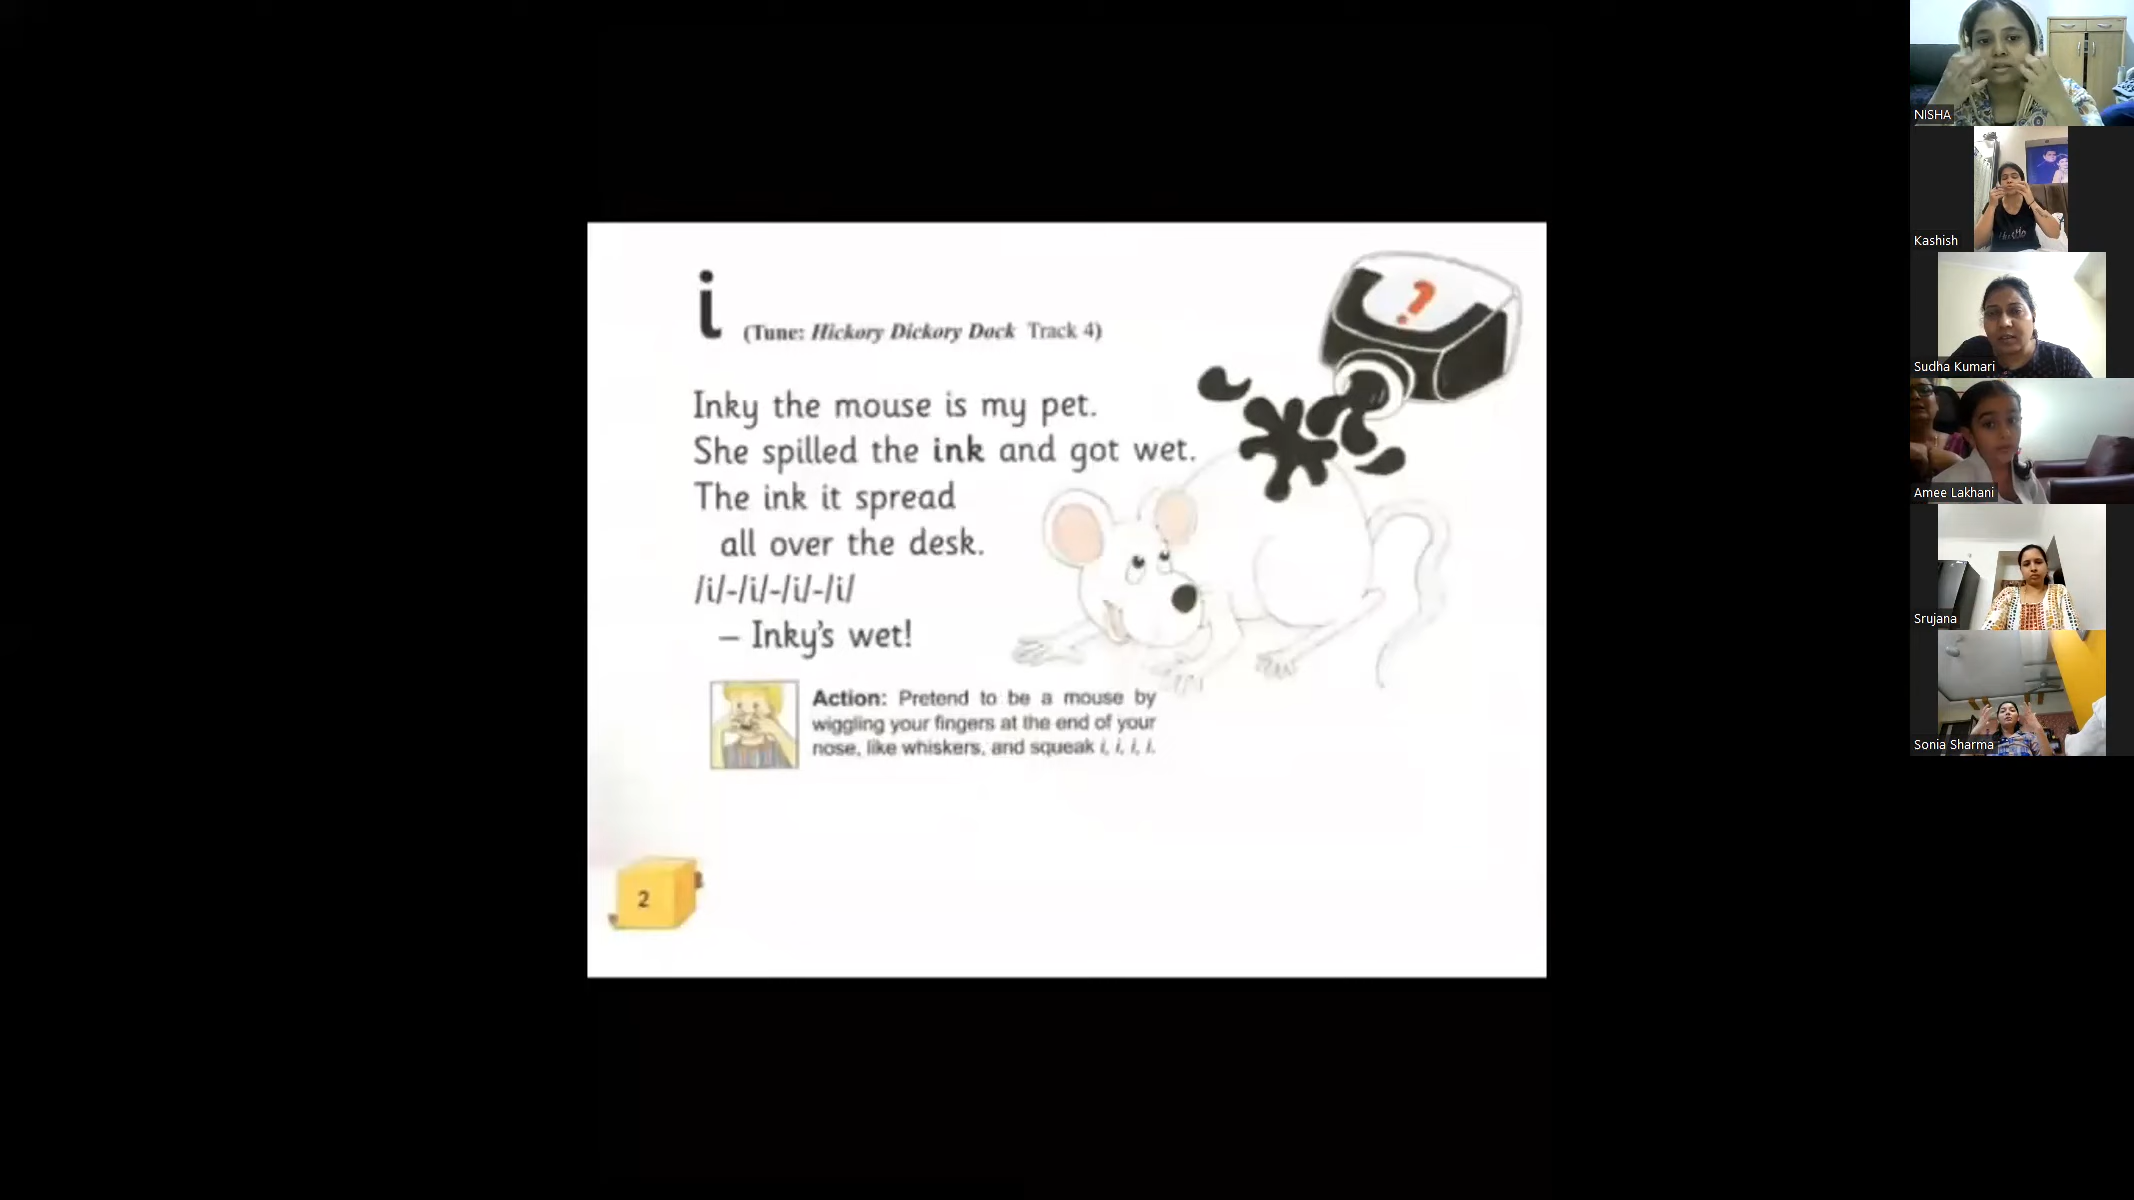 i
(Tune: Hickory Dickory Dock Track 4)
Inky the mouse is my pet.
She spilled the ink and got wet.
The ink it spread
all over the desk.
/i/-/i/-/i/-/i/
– Inky's wet!
Action: Pretend to be a mouse by
wiggling your fingers at the end of your
nose, like whiskers, and squeak i, i, i, i.
2
?
NISHA
Kashish
Sudha Kumari
Amee Lakhani
Srujana
Sonia Sharma